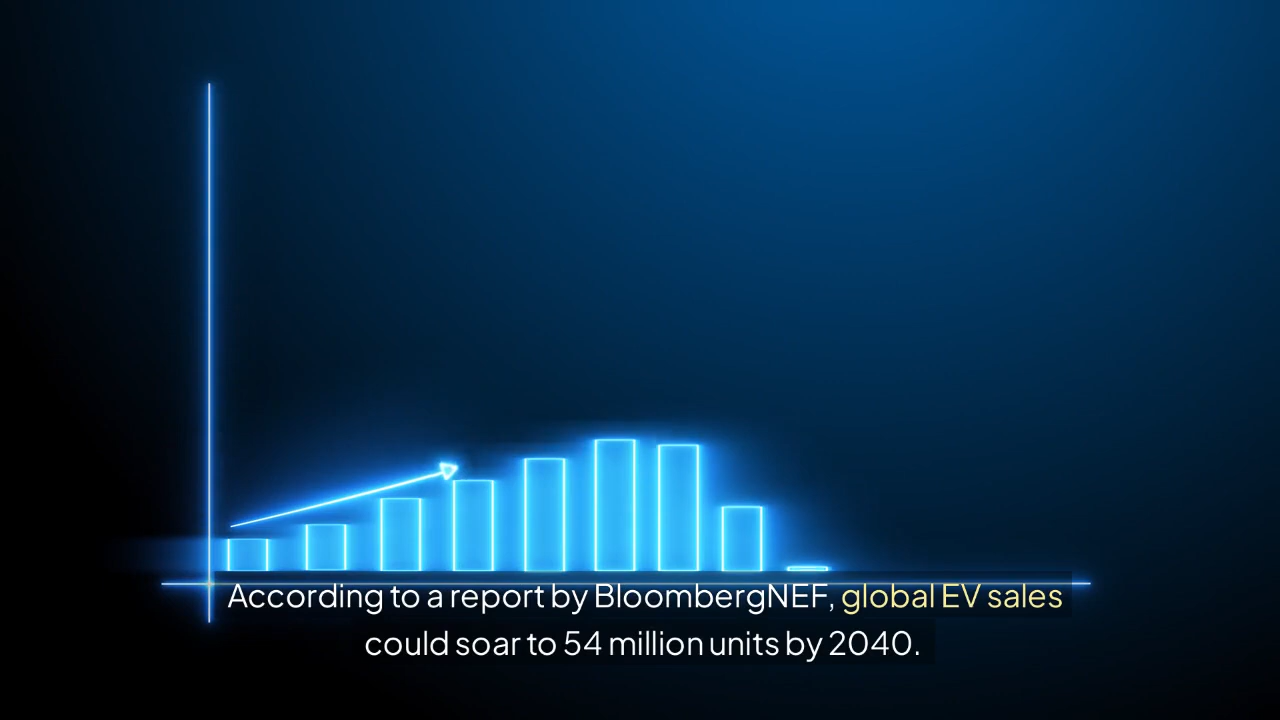 According to a report by BloombergNEF, global EV sales
could soar to 54 million units by 2040.